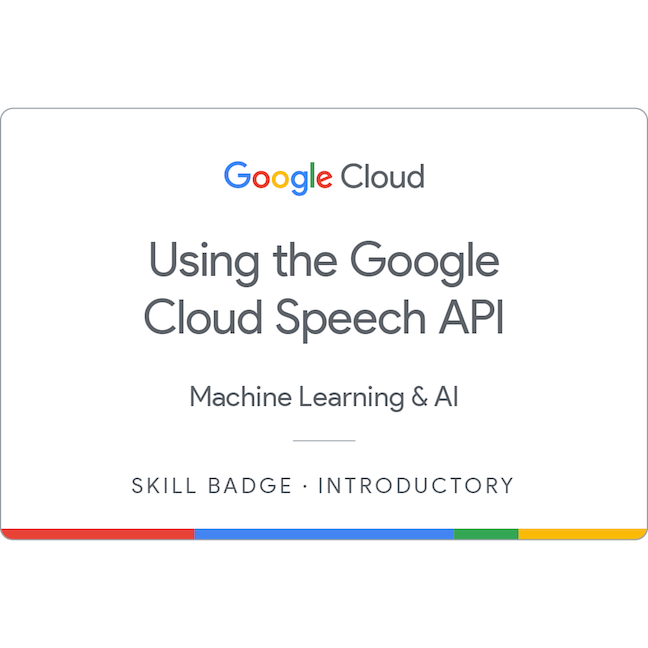 Google Cloud
Using the Google
Cloud Speech API
Machine Learning & AI
SKILL BADGE · INTRODUCTORY